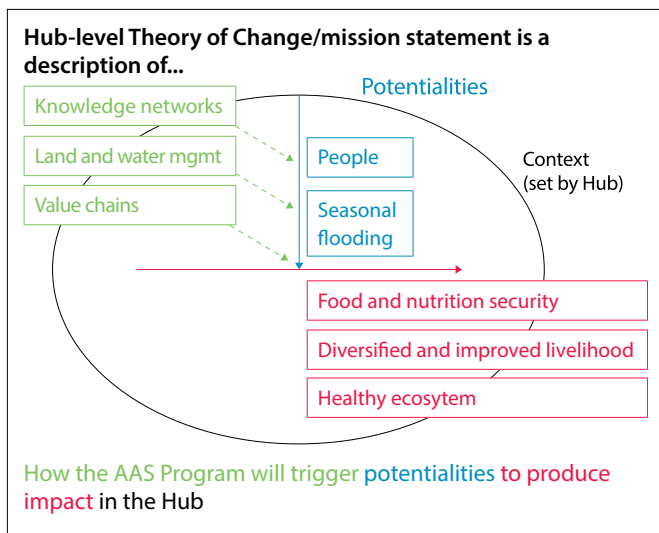 Hub-level Theory of Change/mission statement is a
description of...
Potentialities
Knowledge networks
Land and water mgmt
Value chains
People
Seasonal
flooding
Context
(set by Hub)
Food and nutrition security
Diversified and improved livelihood
Healthy ecosytem
How the AAS Program will trigger potentialities to produce
impact in the Hub